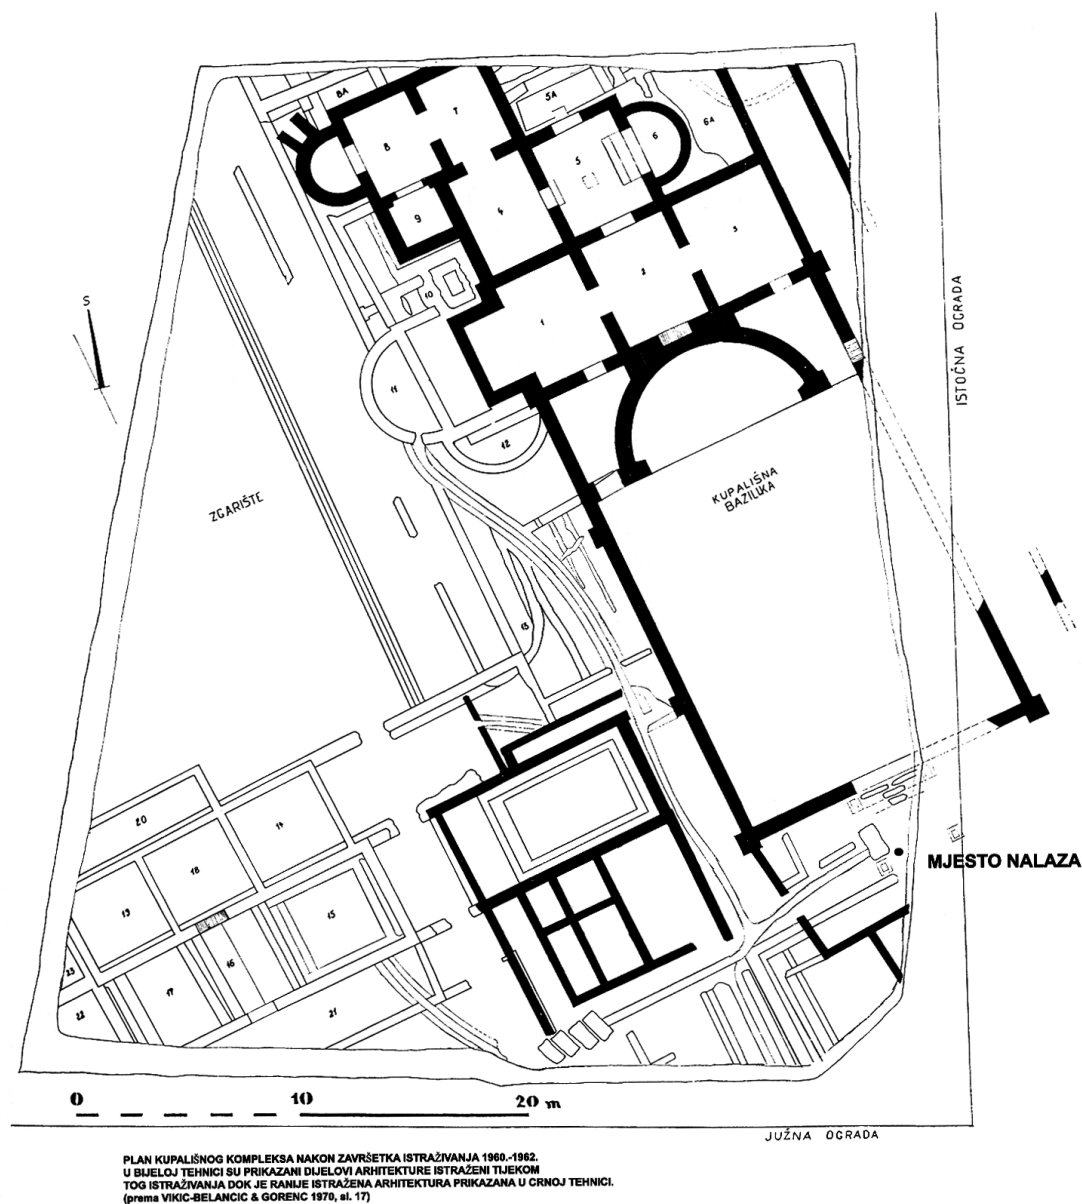 8A
7
5A
8
5
6
6A
9
4
3
2
S
10
1
ISTOČNA OGRADA
11
12
KUPALIŠNA
BAZILIKA
ZGARIŠTE
13
20
14
MJESTO NALAZA
18
19
15
16
23
17
22
21
0 10 20 m
JUŽNA OGRADA
PLAN KUPALIŠNOG KOMPLEKSA NAKON ZAVRŠETKA ISTRAŽIVANJA 1960.-1962.
U BIJELOJ TEHNICI SU PRIKAZANI DIJELOVI ARHITEKTURE ISTRAŽENI TIJEKOM
TOG ISTRAŽIVANJA DOK JE RANIJE ISTRAŽENA ARHITEKTURA PRIKAZANA U CRNOJ TEHNICI.
(prema VIKIC-BELANCIC & GORENC 1970, sl. 17)